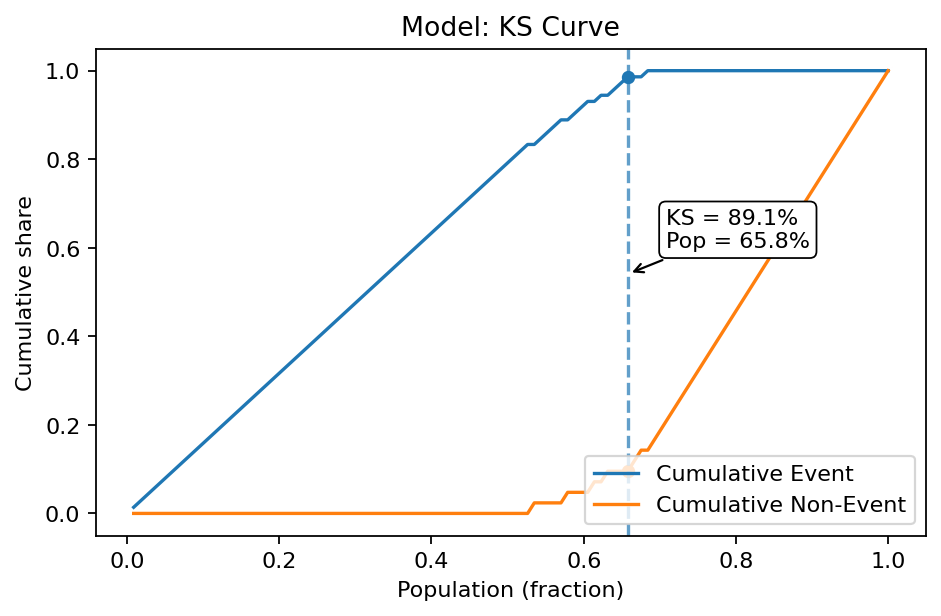 Model: KS Curve
Cumulative share
1.0
0.8
0.6
0.4
0.2
0.0
KS = 89.1%
Pop = 65.8%
Cumulative Event
Cumulative Non-Event
0.0 0.2 0.4 0.6 0.8 1.0
Population (fraction)